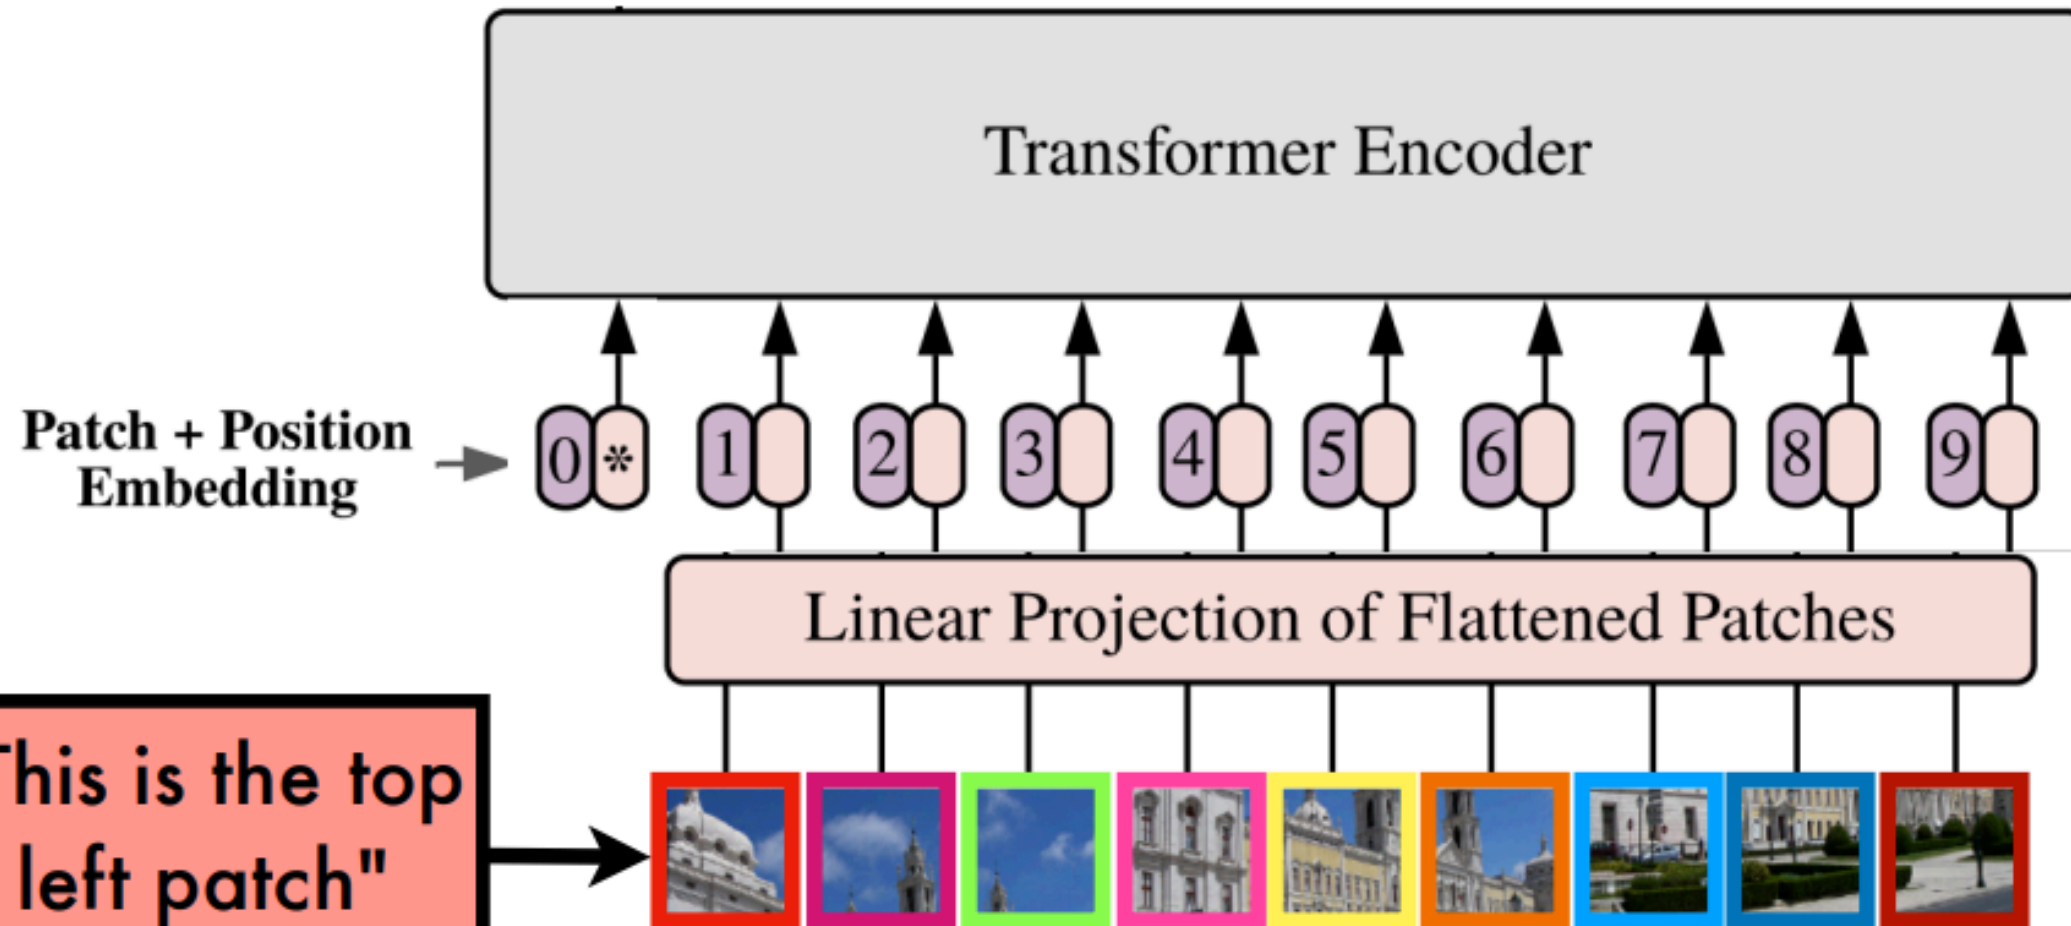 Transformer Encoder
Patch + Position
Embedding
0 * 1 2 3 4 5 6 7 8 9
Linear Projection of Flattened Patches
This is the top
left patch"